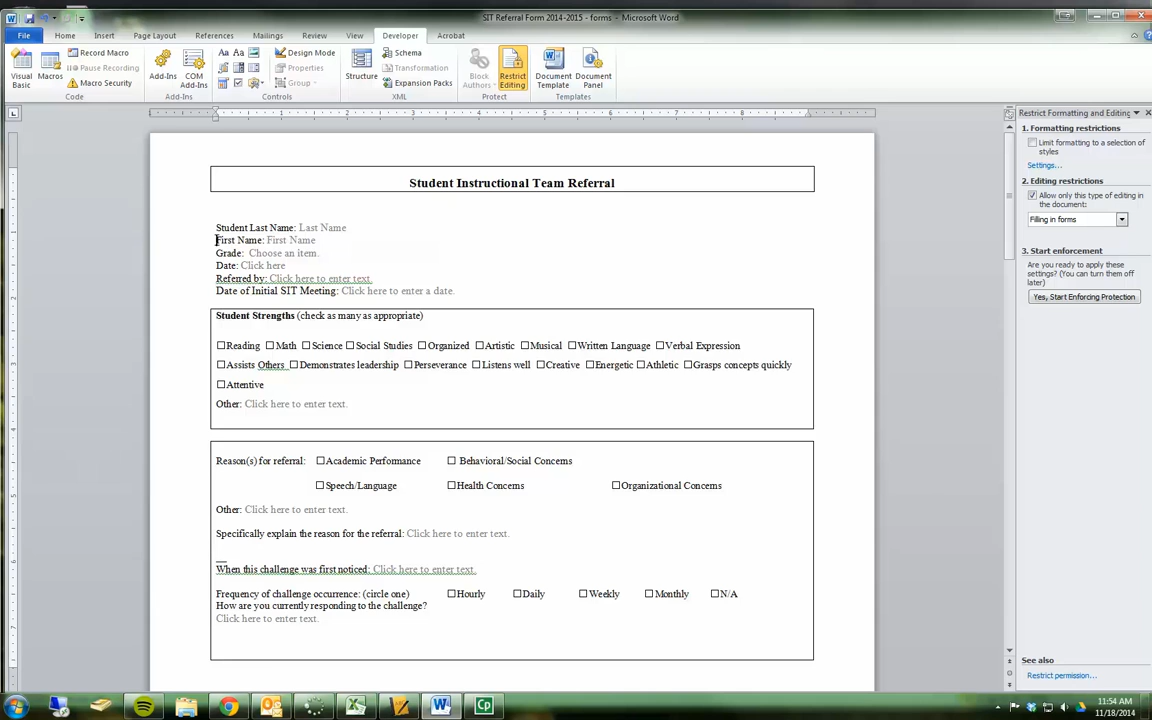 SIT Referral Form 2014-2015 - forms - Microsoft Word
File Home Insert Page Layout References Mailings Review View Developer Acrobat
Visual Basic
Macros
Record Macro
Pause Recording
Macro Security
Code
Add-Ins
COM Add-Ins
Add-Ins
Aa Aa
Design Mode
Properties
Group
Controls
Structure
Schema
Transformation
Expansion Packs
XML
Block Authors
Restrict Editing
Protect
Document Template
Document Panel
Templates
1 2 3 4 5 6 7 8
Student Instructional Team Referral
Student Last Name: Last Name
First Name: First Name
Grade: Choose an item.
Date: Click here
Referred by: Click here to enter text.
Date of Initial SIT Meeting: Click here to enter a date.
Student Strengths (check as many as appropriate)
☐Reading ☐Math ☐Science ☐Social Studies ☐Organized ☐Artistic ☐Musical ☐Written Language ☐Verbal Expression
☐Assists Others ☐Demonstrates leadership ☐Perseverance ☐Listens well ☐Creative ☐Energetic ☐Athletic ☐Grasps concepts quickly
☐Attentive
Other: Click here to enter text.
Reason(s) for referral: ☐Academic Performance ☐ Behavioral/Social Concerns
☐Speech/Language ☐Health Concerns ☐Organizational Concerns
Other: Click here to enter text.
Specifically explain the reason for the referral: Click here to enter text.
When this challenge was first noticed: Click here to enter text.
Frequency of challenge occurrence: (circle one) ☐Hourly ☐Daily ☐Weekly ☐Monthly ☐N/A
How are you currently responding to the challenge?
Click here to enter text.
Restrict Formatting and Editing
1. Formatting restrictions
Limit formatting to a selection of
styles
Settings...
2. Editing restrictions
Allow only this type of editing in
the document:
Filling in forms
3. Start enforcement
Are you ready to apply these
settings? (You can turn them off
later)
Yes, Start Enforcing Protection
See also
Restrict permission...
W
Cp
11:54 AM
11/18/2014